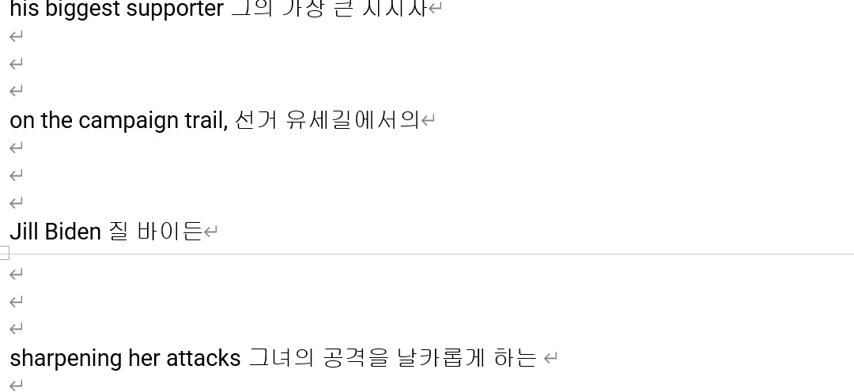 his biggest supporter 그의 가장 큰 지지자
on the campaign trail, 선거 유세길에서의
Jill Biden 질 바이든
sharpening her attacks 그녀의 공격을 날카롭게 하는